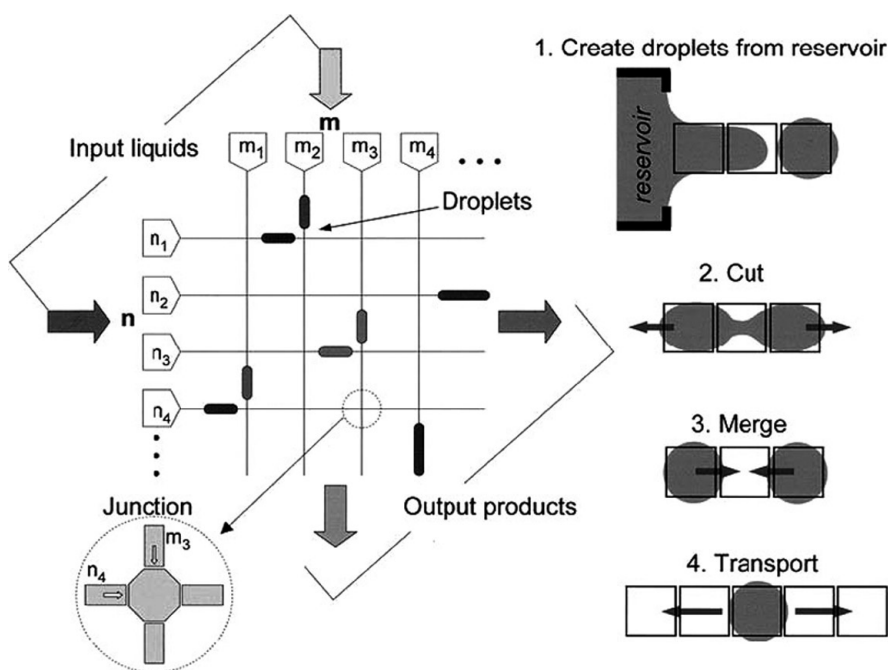 m
Input liquids
m1 m2 m3 m4 ...
Droplets
n1
n2
n
n3
n4
Junction
m3
n4
Output products
1. Create droplets from reservoir
reservoir
2. Cut
3. Merge
4. Transport